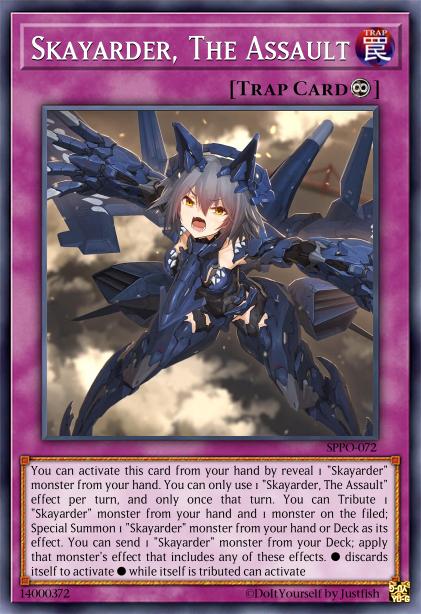 Skayarder, The Assault
TRAP
罠
[Trap Card]
SPPO-072
You can activate this card from your hand by reveal 1 "Skayarder"
monster from your hand. You can only use 1 "Skayarder, The Assault"
effect per turn, and only once that turn. You can Tribute 1
"Skayarder" monster from your hand and 1 monster on the filed;
Special Summon 1 "Skayarder" monster from your hand or Deck as its
effect. You can send 1 "Skayarder" monster from your Deck; apply
that monster's effect that includes any of these effects. ● discards
itself to activate ● while itself is tributed can activate
14000372
©DoItYourself by Justfish